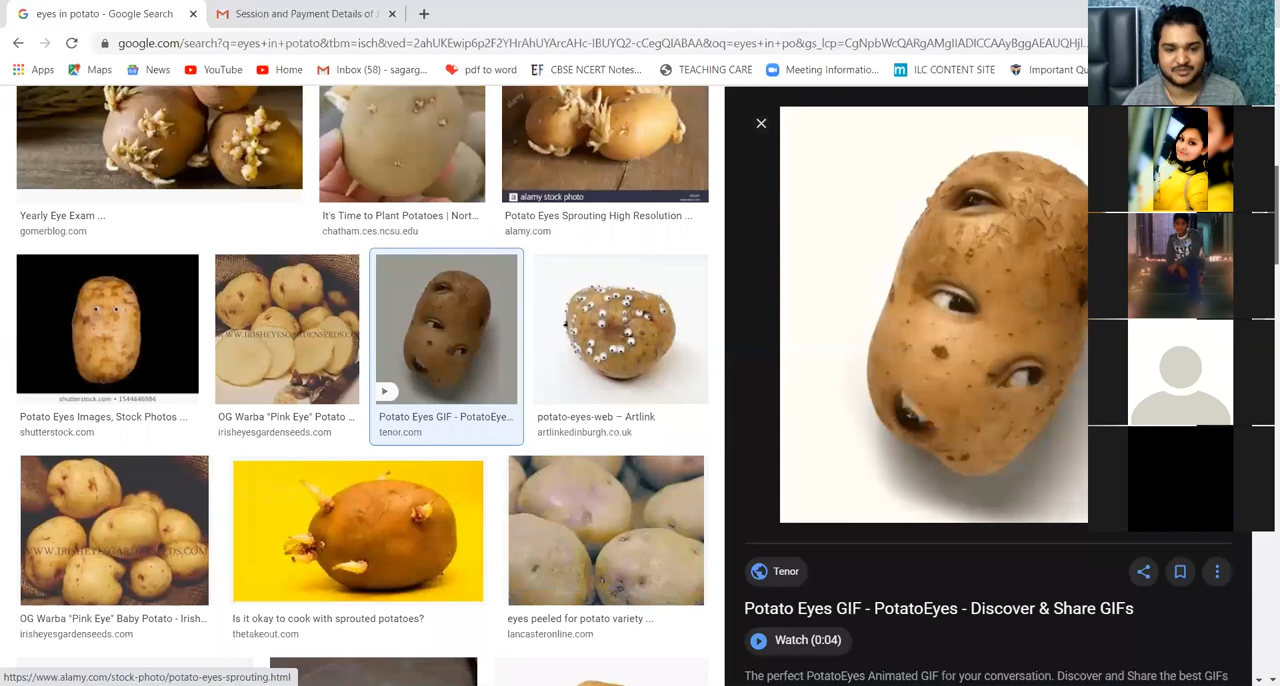 eyes in potato - Google Search
Session and Payment Details of
google.com/search?q=eyes+in+potato&tbm=isch&ved=2ahUKEwip6p2F2YHrAhUYArcAHc-IBUYQ2-cCegQIABAA&oq=eyes+in+po&gs_lcp=CgNpbWcQARgAMgIIADICCAAyBggAEAUQHjI...
Apps Maps News YouTube Home Inbox (58) - sagarg... pdf to word CBSE NCERT Notes... TEACHING CARE Meeting Informatio... ILC CONTENT SITE Important Qu
alamy
alamy stock photo
Yearly Eye Exam ...
gomerblog.com
It's Time to Plant Potatoes | Nort...
chatham.ces.ncsu.edu
Potato Eyes Sprouting High Resolution ...
alamy.com
WWW.IRISHEYESGARDENSEEDS.COM
shutterstock.com • 1544686986
Potato Eyes Images, Stock Photos ...
shutterstock.com
OG Warba "Pink Eye" Potato ...
irisheyesgardenseeds.com
Potato Eyes GIF - PotatoEye...
tenor.com
potato-eyes-web – Artlink
artlinkedinburgh.co.uk
WWW.IRISHEYESGARDENSEEDS.COM
OG Warba "Pink Eye" Baby Potato - Irish...
irisheyesgardenseeds.com
Is it okay to cook with sprouted potatoes?
thetakeout.com
eyes peeled for potato variety ...
lancasteronline.com
https://www.alamy.com/stock-photo/potato-eyes-sprouting.html
Tenor
Potato Eyes GIF - PotatoEyes - Discover & Share GIFs
Watch (0:04)
The perfect PotatoEyes Animated GIF for your conversation. Discover and Share the best GIFs